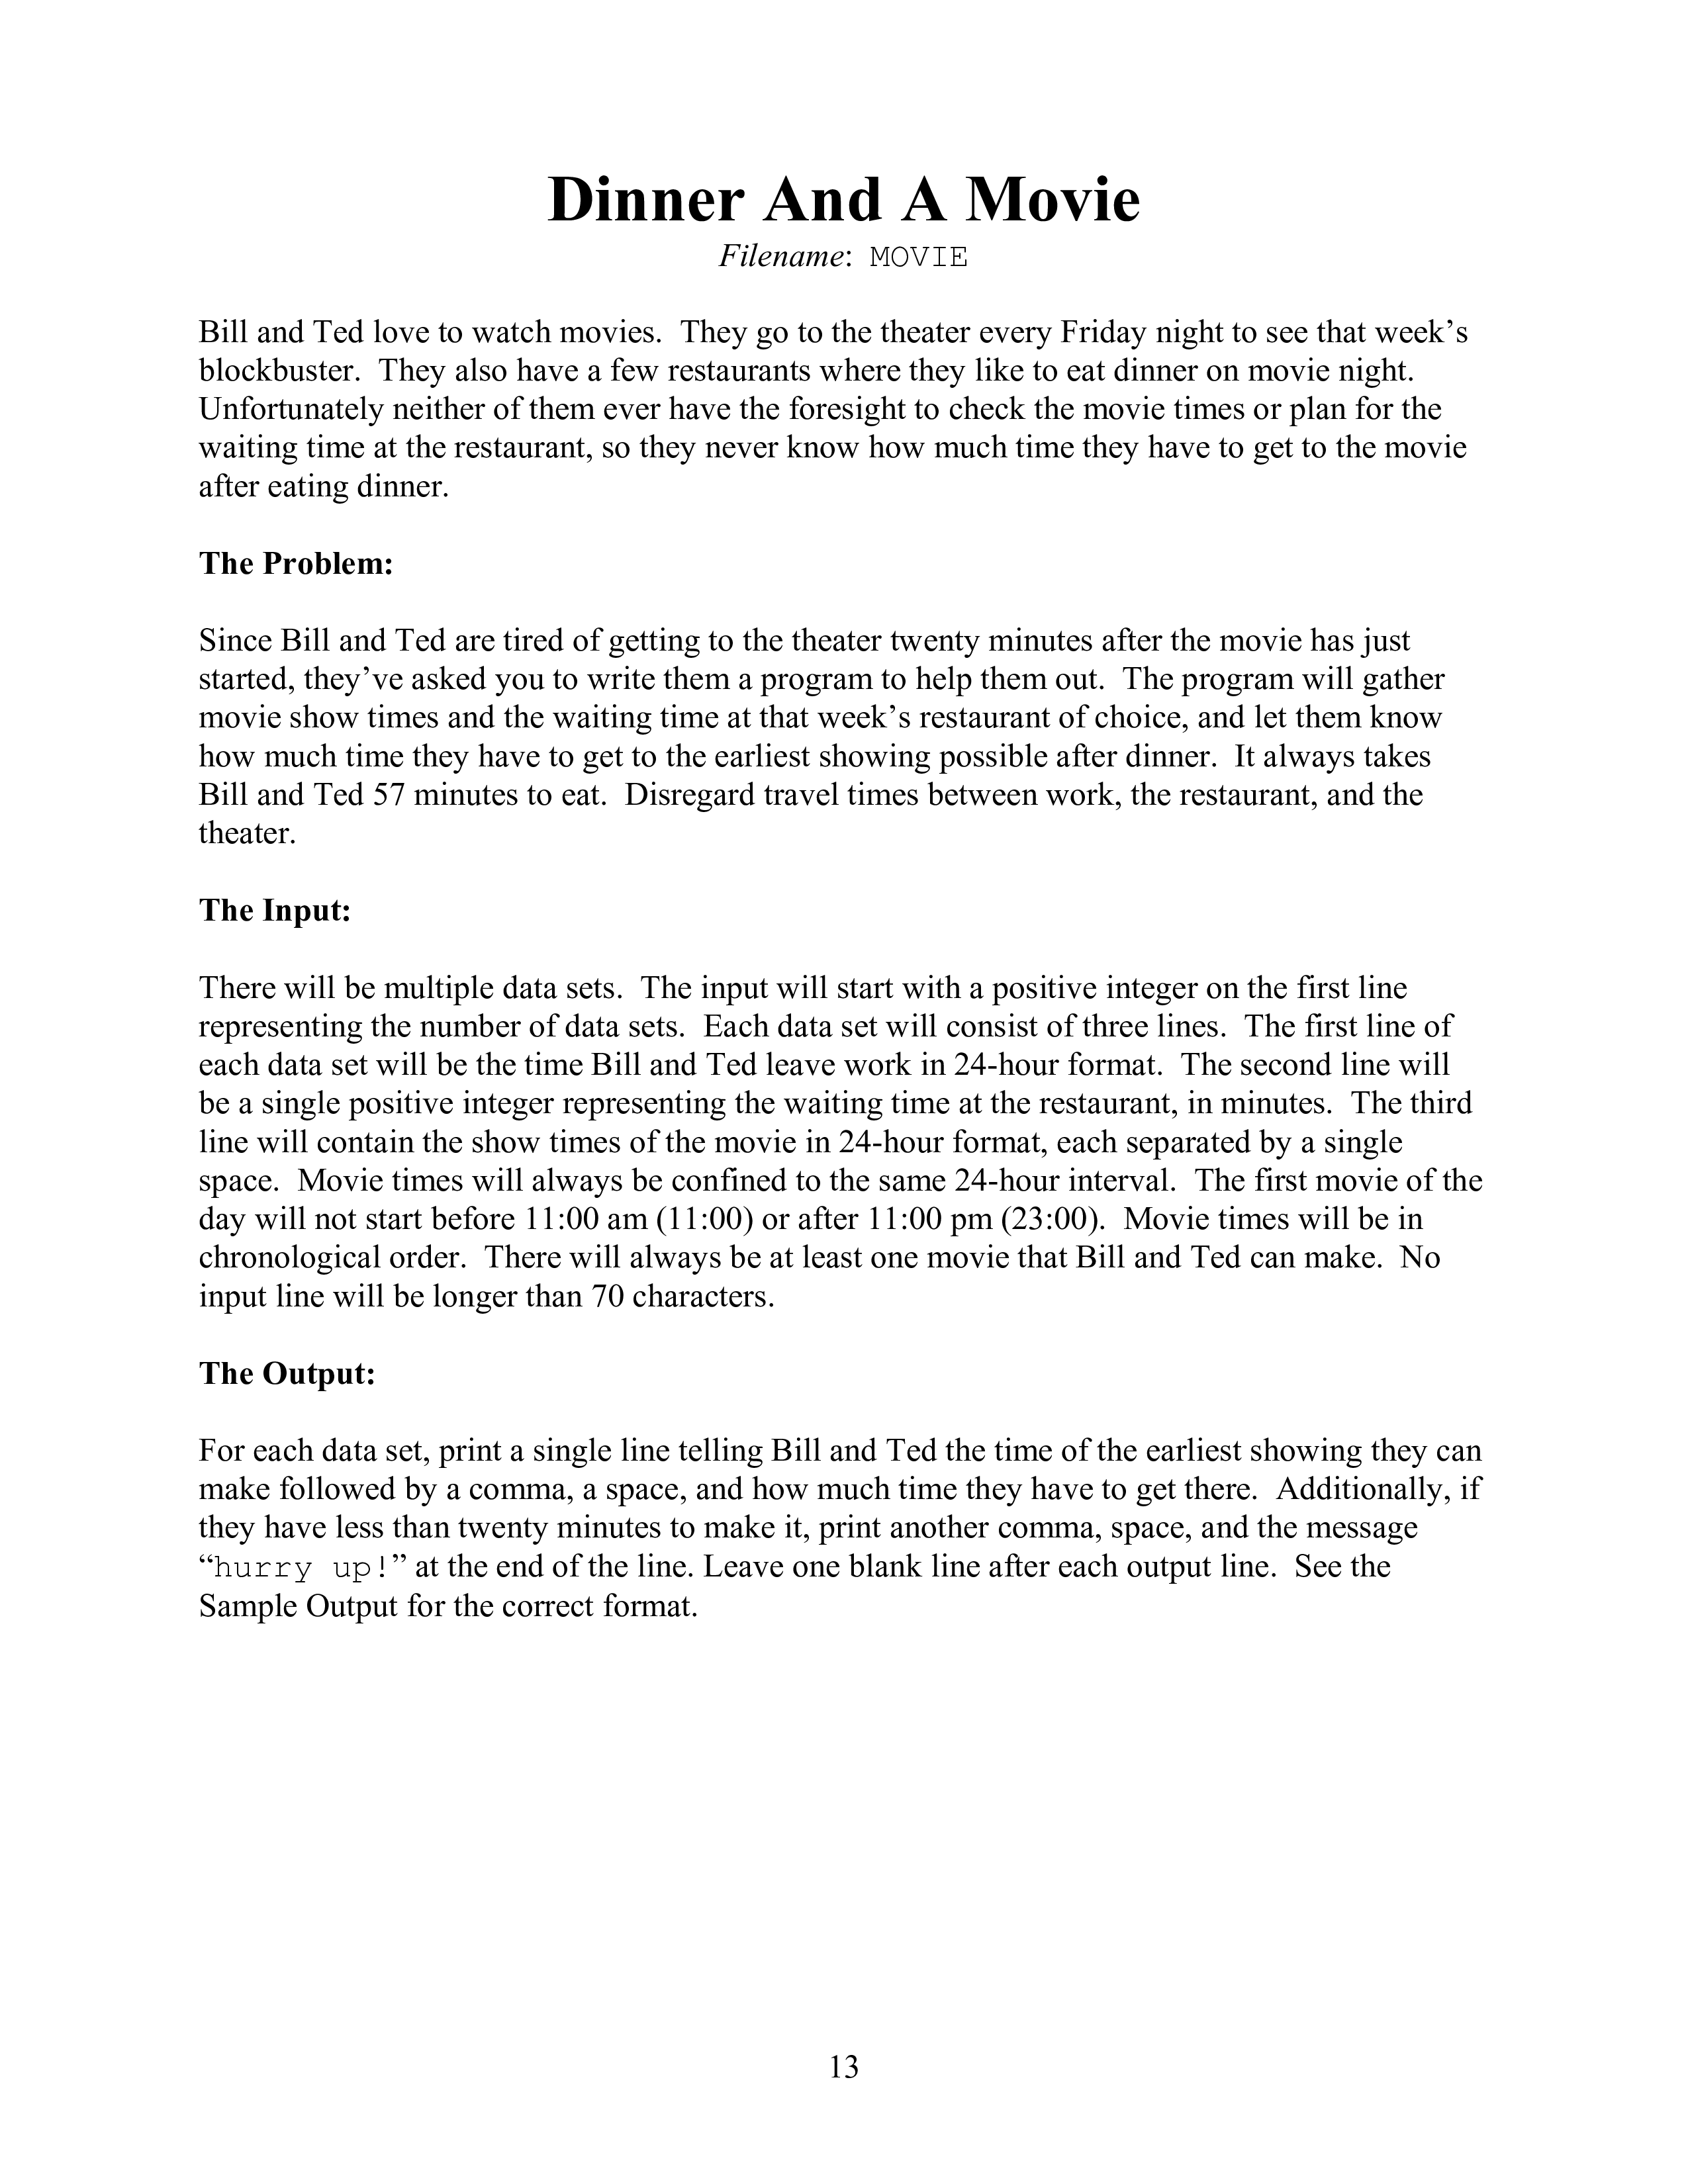 Dinner And A Movie
Filename: MOVIE
Bill and Ted love to watch movies. They go to the theater every Friday night to see that week’s
blockbuster. They also have a few restaurants where they like to eat dinner on movie night.
Unfortunately neither of them ever have the foresight to check the movie times or plan for the
waiting time at the restaurant, so they never know how much time they have to get to the movie
after eating dinner.
The Problem:
Since Bill and Ted are tired of getting to the theater twenty minutes after the movie has just
started, they’ve asked you to write them a program to help them out. The program will gather
movie show times and the waiting time at that week’s restaurant of choice, and let them know
how much time they have to get to the earliest showing possible after dinner. It always takes
Bill and Ted 57 minutes to eat. Disregard travel times between work, the restaurant, and the
theater.
The Input:
There will be multiple data sets. The input will start with a positive integer on the first line
representing the number of data sets. Each data set will consist of three lines. The first line of
each data set will be the time Bill and Ted leave work in 24-hour format. The second line will
be a single positive integer representing the waiting time at the restaurant, in minutes. The third
line will contain the show times of the movie in 24-hour format, each separated by a single
space. Movie times will always be confined to the same 24-hour interval. The first movie of the
day will not start before 11:00 am (11:00) or after 11:00 pm (23:00). Movie times will be in
chronological order. There will always be at least one movie that Bill and Ted can make. No
input line will be longer than 70 characters.
The Output:
For each data set, print a single line telling Bill and Ted the time of the earliest showing they can
make followed by a comma, a space, and how much time they have to get there. Additionally, if
they have less than twenty minutes to make it, print another comma, space, and the message
“hurry up!” at the end of the line. Leave one blank line after each output line. See the
Sample Output for the correct format.
13